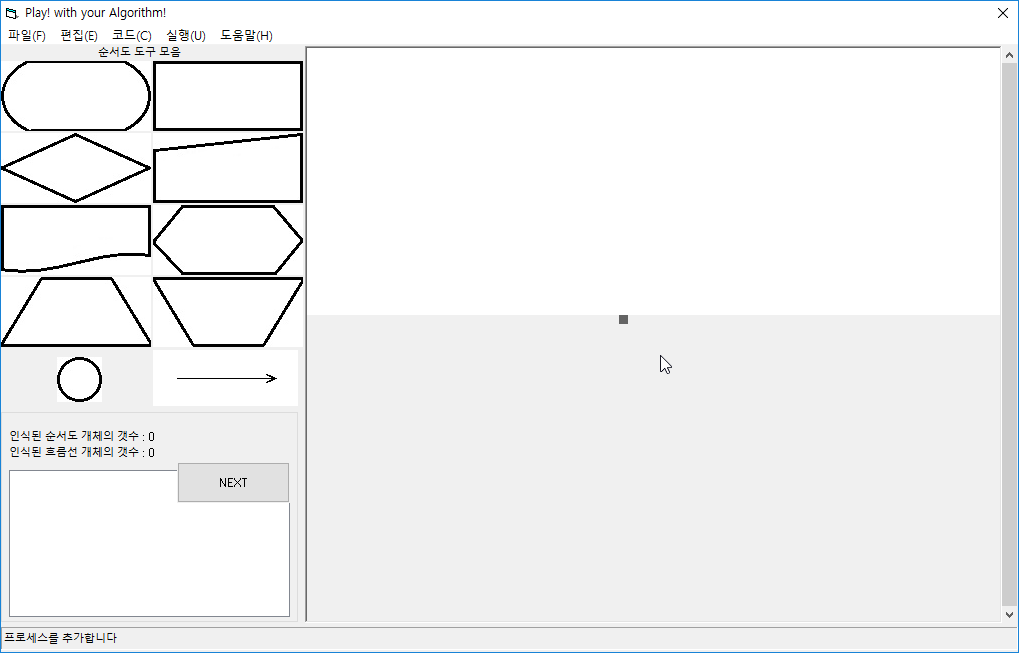 Play! with your Algorithm!
파일(F) 편집(E) 코드(C) 실행(U) 도움말(H)
순서도 도구 모음
인식된 순서도 개체의 갯수 : 0
인식된 흐름선 개체의 갯수 : 0
NEXT
프로세스를 추가합니다